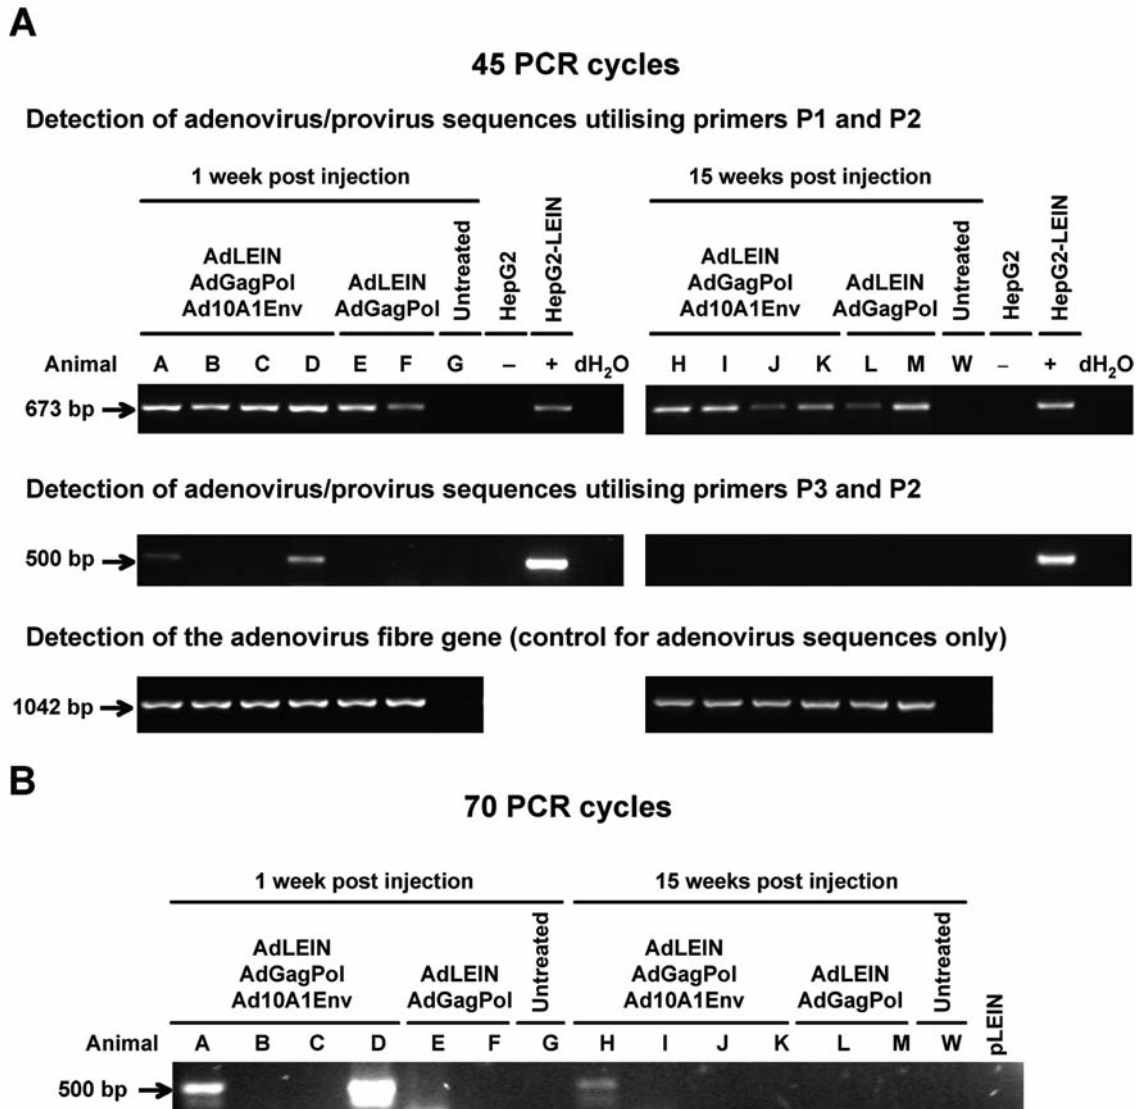 A
45 PCR cycles
Detection of adenovirus/provirus sequences utilising primers P1 and P2
1 week post injection
15 weeks post injection
AdLEIN
AdGagPol
Ad10A1Env
AdLEIN
AdGagPol
Untreated
HepG2
HepG2-LEIN
AdLEIN
AdGagPol
Ad10A1Env
AdLEIN
AdGagPol
Untreated
HepG2
HepG2-LEIN
Animal A B C D E F G – + dH₂O H I J K L M W – + dH₂O
673 bp
Detection of adenovirus/provirus sequences utilising primers P3 and P2
500 bp
Detection of the adenovirus fibre gene (control for adenovirus sequences only)
1042 bp
B
70 PCR cycles
1 week post injection
15 weeks post injection
AdLEIN
AdGagPol
Ad10A1Env
AdLEIN
AdGagPol
Untreated
AdLEIN
AdGagPol
Ad10A1Env
AdLEIN
AdGagPol
Untreated
pLEIN
Animal A B C D E F G H I J K L M W
500 bp